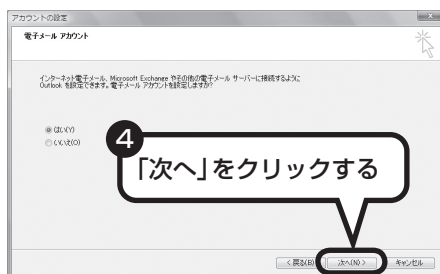 アカウントの設定
電子メール アカウント
インターネット電子メール、Microsoft Exchange やその他の電子メール サーバーに接続するように
Outlook を設定できます。電子メール アカウントを設定しますか?
はい(Y)
いいえ(O)
4
「次へ」をクリックする
< 戻る(B)
次へ(N) >
キャンセル